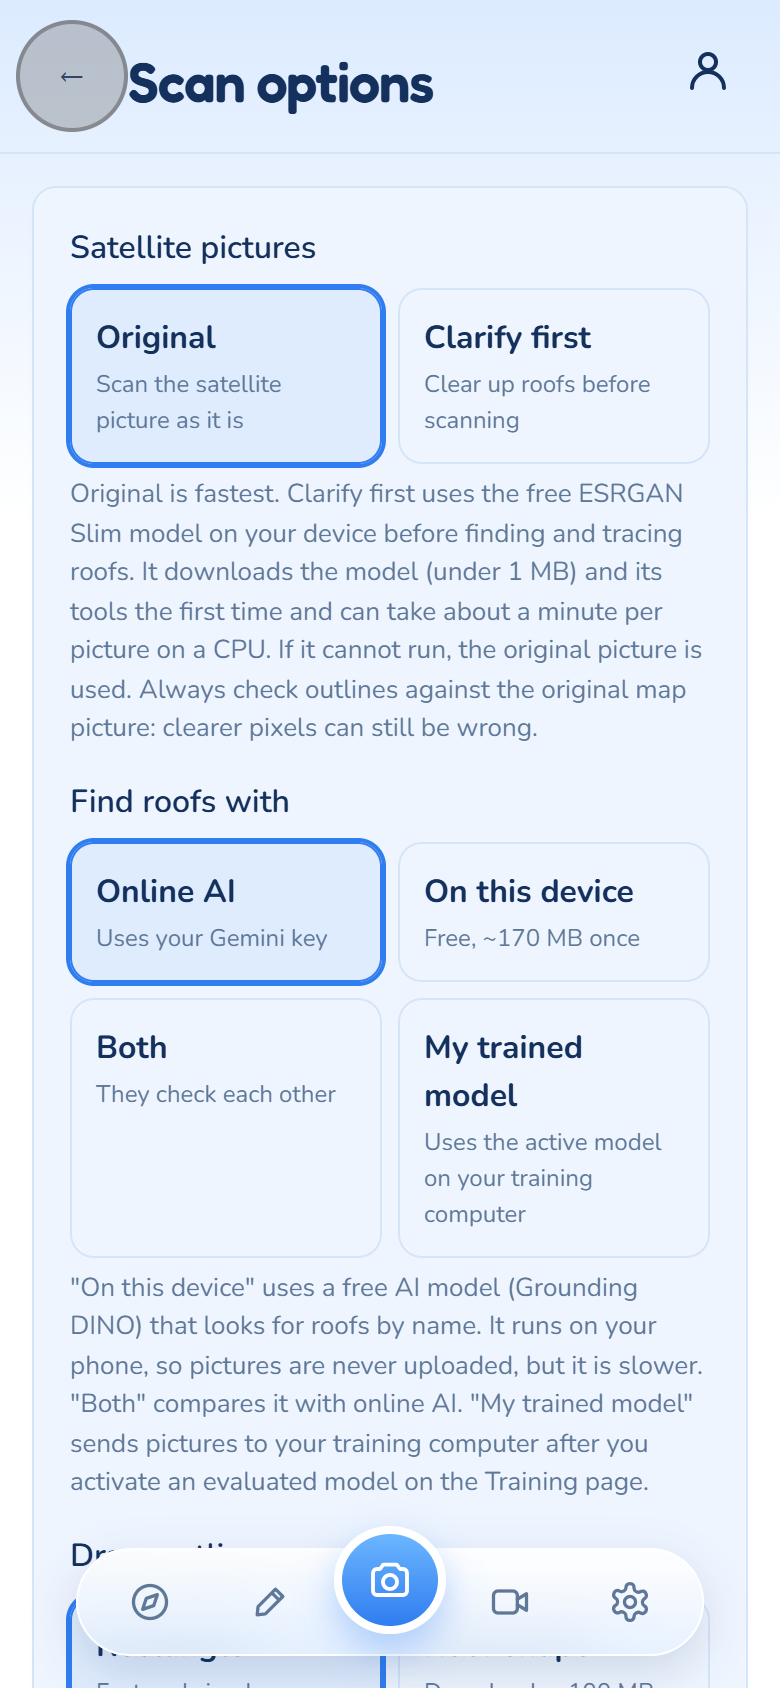 ←
Scan options
Satellite pictures
Original
Scan the satellite
picture as it is
Clarify first
Clear up roofs before
scanning
Original is fastest. Clarify first uses the free ESRGAN
Slim model on your device before finding and tracing
roofs. It downloads the model (under 1 MB) and its
tools the first time and can take about a minute per
picture on a CPU. If it cannot run, the original picture is
used. Always check outlines against the original map
picture: clearer pixels can still be wrong.
Find roofs with
Online AI
Uses your Gemini key
On this device
Free, ~170 MB once
Both
They check each other
My trained
model
Uses the active model
on your training
computer
"On this device" uses a free AI model (Grounding
DINO) that looks for roofs by name. It runs on your
phone, so pictures are never uploaded, but it is slower.
"Both" compares it with online AI. "My trained model"
sends pictures to your training computer after you
activate an evaluated model on the Training page.